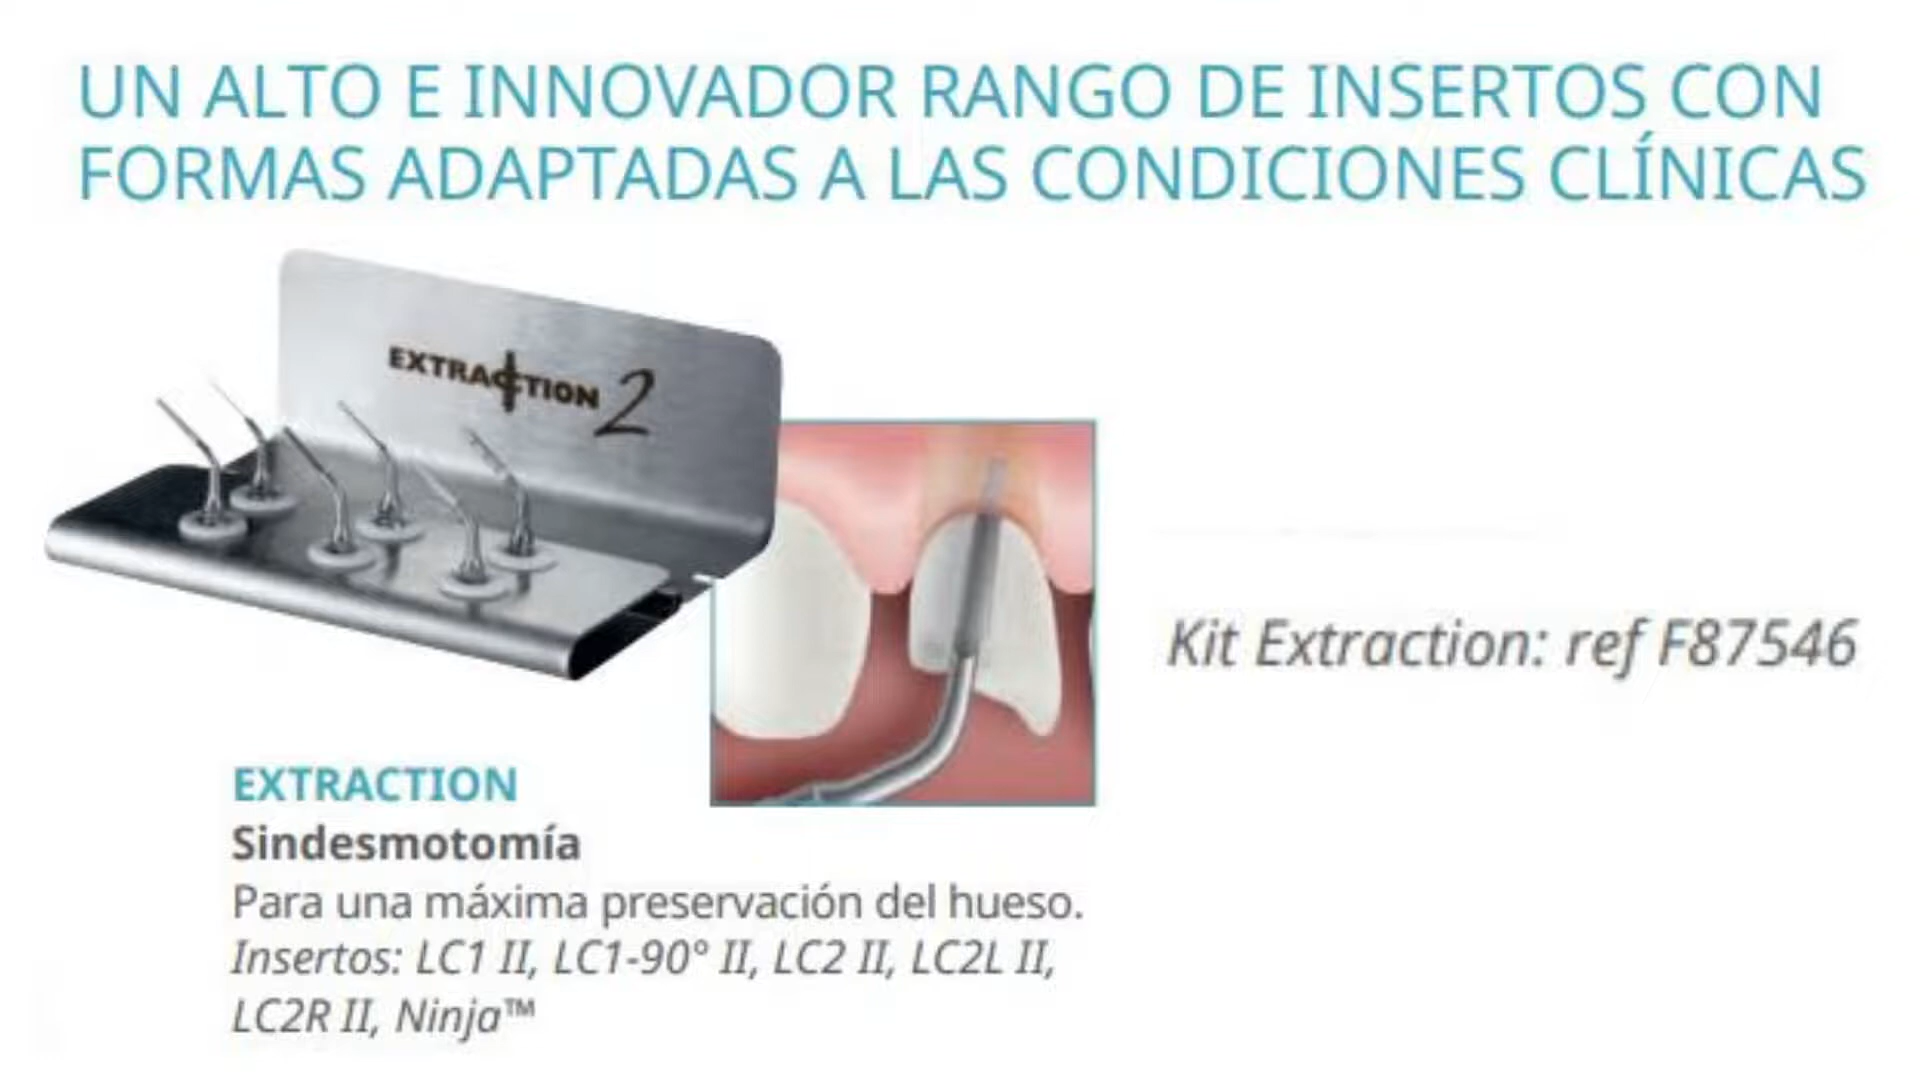 UN ALTO E INNOVADOR RANGO DE INSERTOS CON
FORMAS ADAPTADAS A LAS CONDICIONES CLÍNICAS
EXTRACTION 2
Kit Extraction: ref F87546
EXTRACTION
Sindesmotomía
Para una máxima preservación del hueso.
Insertos: LC1 II, LC1-90° II, LC2 II, LC2L II,
LC2R II, Ninja™